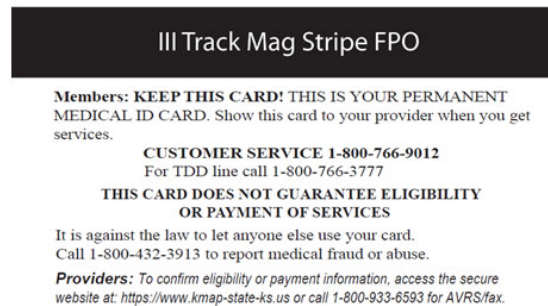 III Track Mag Stripe FPO
Members: KEEP THIS CARD! THIS IS YOUR PERMANENT
MEDICAL ID CARD. Show this card to your provider when you get
services.
CUSTOMER SERVICE 1-800-766-9012
For TDD line call 1-800-766-3777
THIS CARD DOES NOT GUARANTEE ELIGIBILITY
OR PAYMENT OF SERVICES
It is against the law to let anyone else use your card.
Call 1-800-432-3913 to report medical fraud or abuse.
Providers: To confirm eligibility or payment information, access the secure
website at: https://www.kmap-state-ks.us or call 1-800-933-6593 for AVRS/fax.